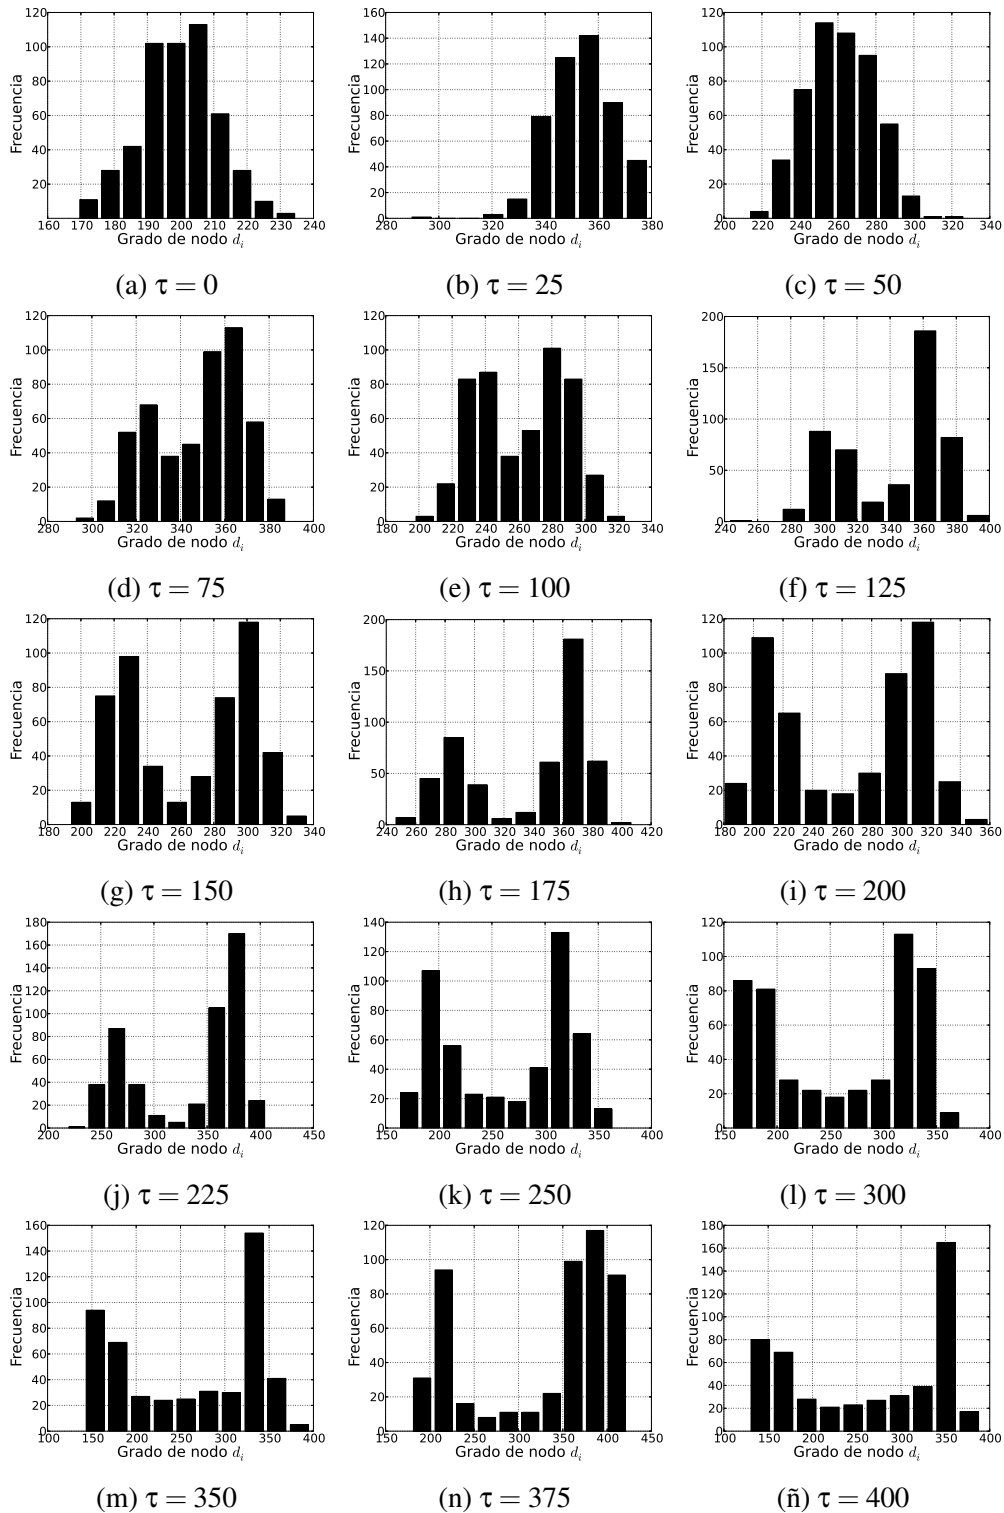 120
100
80
60
40
20
Frecuencia
160 170 180 190 200 210 220 230 240
Grado de nodo d_i
(a) τ = 0
160
140
120
100
80
60
40
20
0
Frecuencia
280 300 320 340 360 380
Grado de nodo d_i
(b) τ = 25
120
100
80
60
40
20
0
Frecuencia
200 220 240 260 280 300 320 340
Grado de nodo d_i
(c) τ = 50
120
100
80
60
40
20
0
Frecuencia
280 300 320 340 360 380 400
Grado de nodo d_i
(d) τ = 75
120
100
80
60
40
20
0
Frecuencia
180 200 220 240 260 280 300 320 340
Grado de nodo d_i
(e) τ = 100
200
150
100
50
0
Frecuencia
240 260 280 300 320 340 360 380 400
Grado de nodo d_i
(f) τ = 125
120
100
80
60
40
20
0
Frecuencia
180 200 220 240 260 280 300 320 340
Grado de nodo d_i
(g) τ = 150
200
150
100
50
0
Frecuencia
240 260 280 300 320 340 360 380 400 420
Grado de nodo d_i
(h) τ = 175
120
100
80
60
40
20
0
Frecuencia
180 200 220 240 260 280 300 320 340 360
Grado de nodo d_i
(i) τ = 200
180
160
140
120
100
80
60
40
20
0
Frecuencia
200 250 300 350 400 450
Grado de nodo d_i
(j) τ = 225
140
120
100
80
60
40
20
0
Frecuencia
150 200 250 300 350 400
Grado de nodo d_i
(k) τ = 250
120
100
80
60
40
20
0
Frecuencia
150 200 250 300 350 400
Grado de nodo d_i
(l) τ = 300
160
140
120
100
80
60
40
20
0
Frecuencia
100 150 200 250 300 350 400
Grado de nodo d_i
(m) τ = 350
120
100
80
60
40
20
0
Frecuencia
150 200 250 300 350 400 450
Grado de nodo d_i
(n) τ = 375
180
160
140
120
100
80
60
40
20
0
Frecuencia
100 150 200 250 300 350 400
Grado de nodo d_i
(ñ) τ = 400